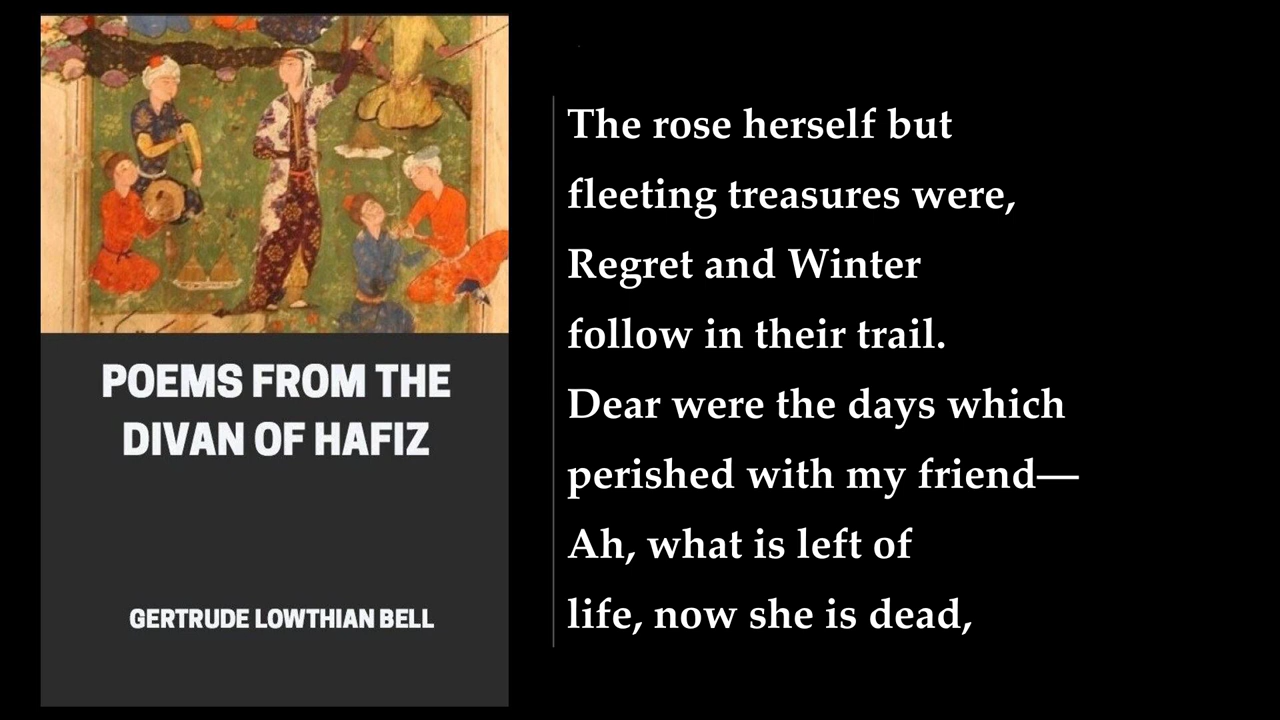 POEMS FROM THE
DIVAN OF HAFIZ
GERTRUDE LOWTHIAN BELL
The rose herself but
fleeting treasures were,
Regret and Winter
follow in their trail.
Dear were the days which
perished with my friend—
Ah, what is left of
life, now she is dead,